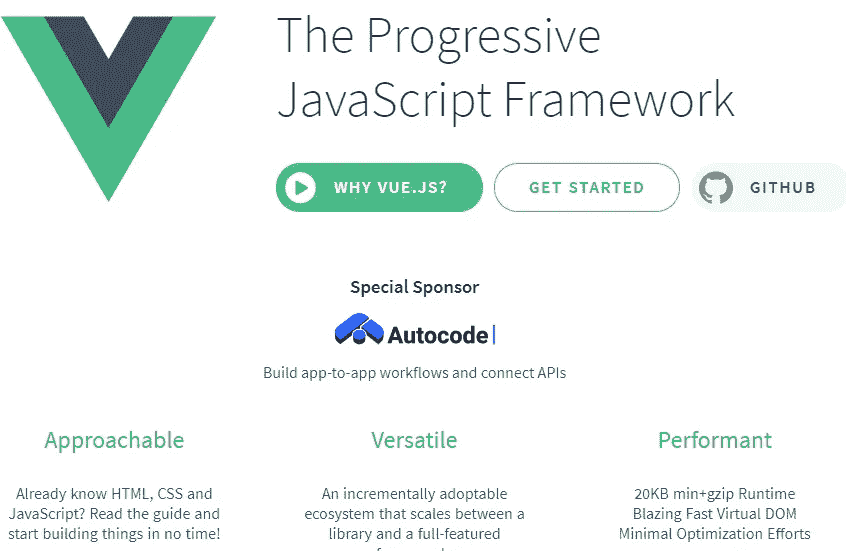 The Progressive
JavaScript Framework
WHY VUE.JS?
GET STARTED
GITHUB
Special Sponsor
Autocode
Build app-to-app workflows and connect APIs
Approachable
Already know HTML, CSS and
JavaScript? Read the guide and
start building things in no time!
Versatile
An incrementally adoptable
ecosystem that scales between a
library and a full-featured
Performant
20KB min+gzip Runtime
Blazing Fast Virtual DOM
Minimal Optimization Efforts